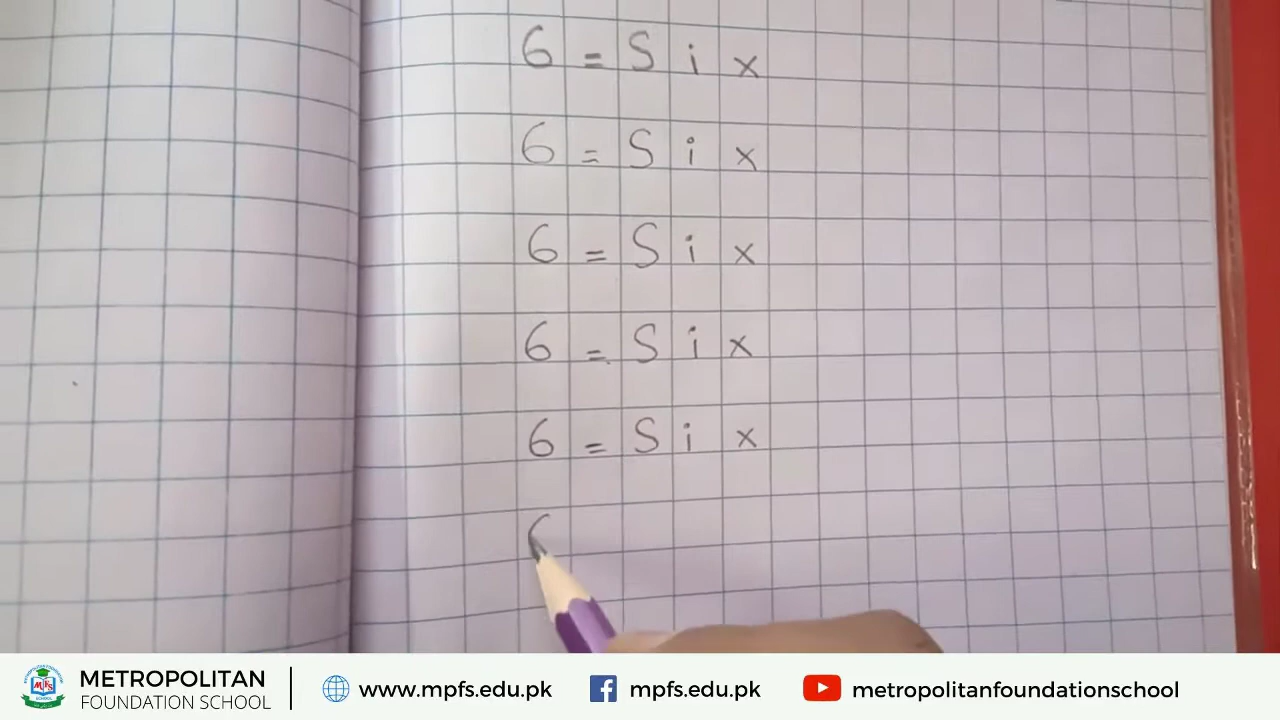 6 = Six
6 = Six
6 = Six
6 = Six
6 = Six
6
METROPOLITAN
FOUNDATION SCHOOL
www.mpfs.edu.pk
mpfs.edu.pk
metropolitanfoundationschool